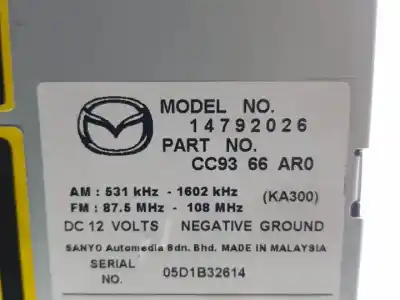 MODEL NO.
14792026
PART NO.
CC93 66 AR0
AM : 531 kHz - 1602 kHz (KA300)
FM : 87.5 MHz - 108 MHz
DC 12 VOLTS NEGATIVE GROUND
SANYO Automedia Sdn. Bhd. MADE IN MALAYSIA
SERIAL NO. 05D1B32614